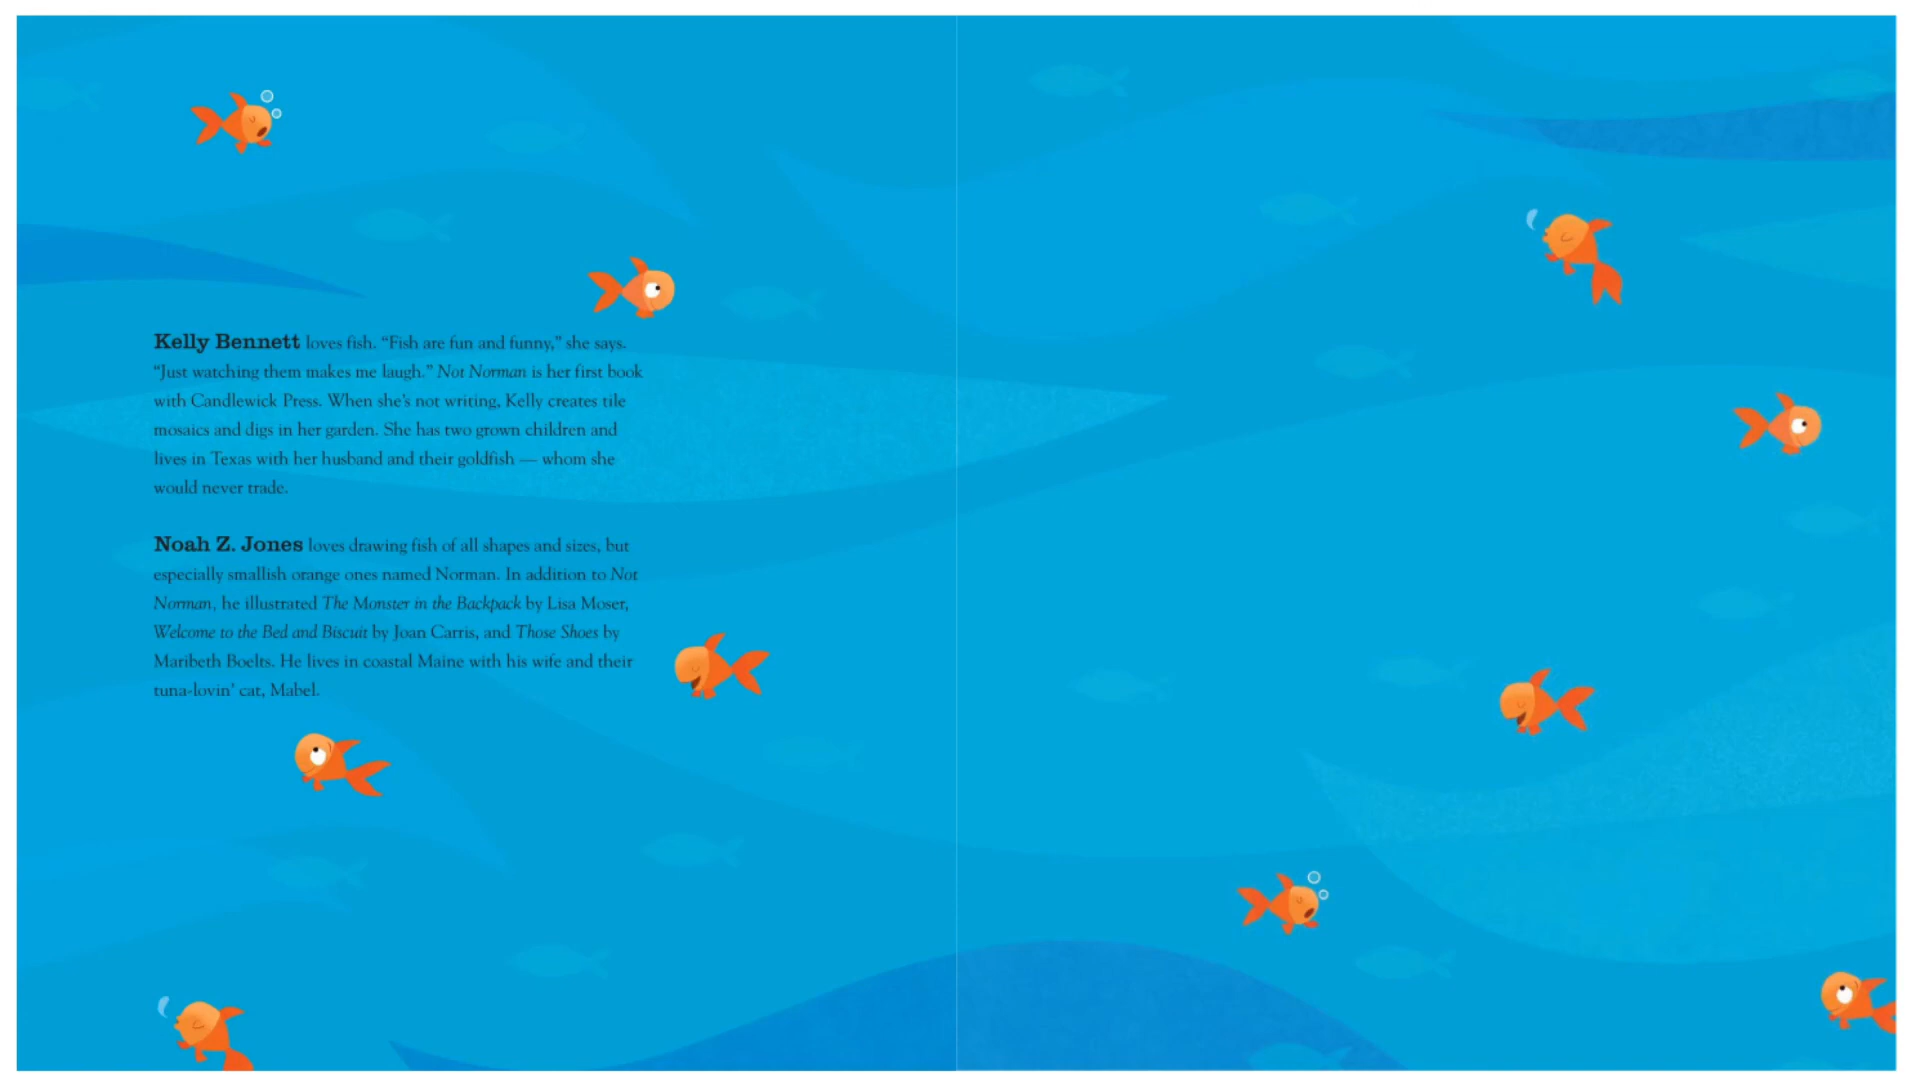 Kelly Bennett loves fish. “Fish are fun and funny,” she says.
“Just watching them makes me laugh.” Not Norman is her first book
with Candlewick Press. When she’s not writing, Kelly creates tile
mosaics and digs in her garden. She has two grown children and
lives in Texas with her husband and their goldfish — whom she
would never trade.
Noah Z. Jones loves drawing fish of all shapes and sizes, but
especially smallish orange ones named Norman. In addition to Not
Norman, he illustrated The Monster in the Backpack by Lisa Moser,
Welcome to the Bed and Biscuit by Joan Carris, and Those Shoes by
Maribeth Boelts. He lives in coastal Maine with his wife and their
tuna-lovin’ cat, Mabel.